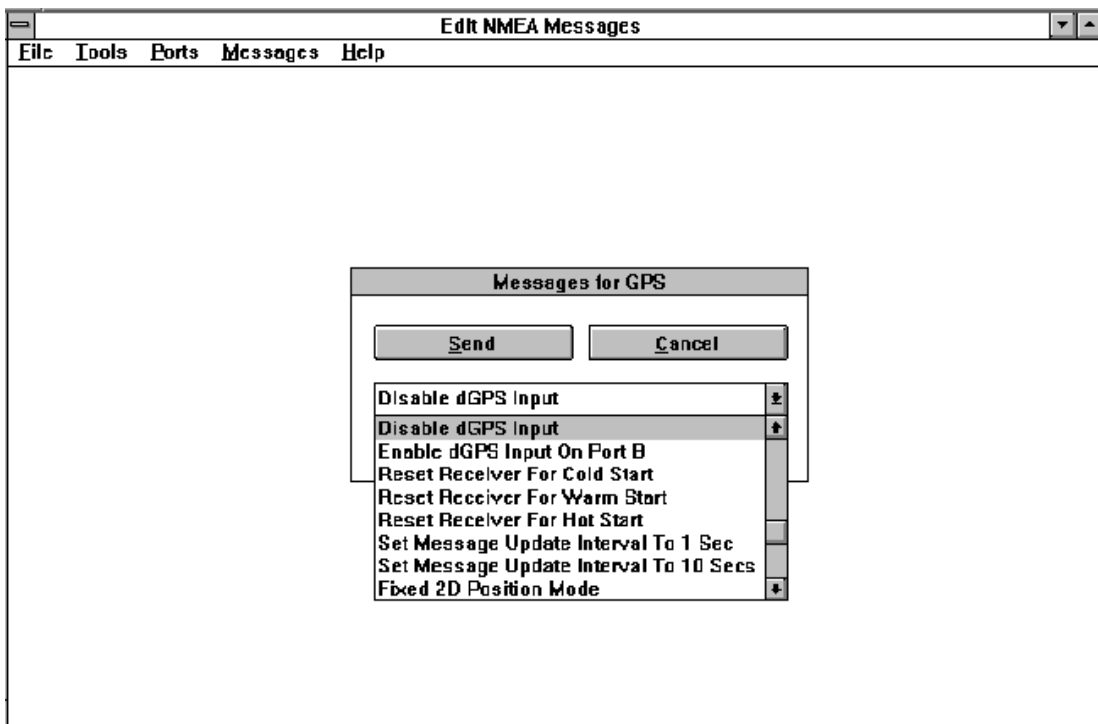 Edit NMEA Messages
File Tools Ports Messages Help
Messages for GPS
Send Cancel
Disable dGPS Input
Disable dGPS Input
Enable dGPS Input On Port B
Reset Receiver For Cold Start
Reset Receiver For Warm Start
Reset Receiver For Hot Start
Set Message Update Interval To 1 Sec
Set Message Update Interval To 10 Secs
Fixed 2D Position Mode